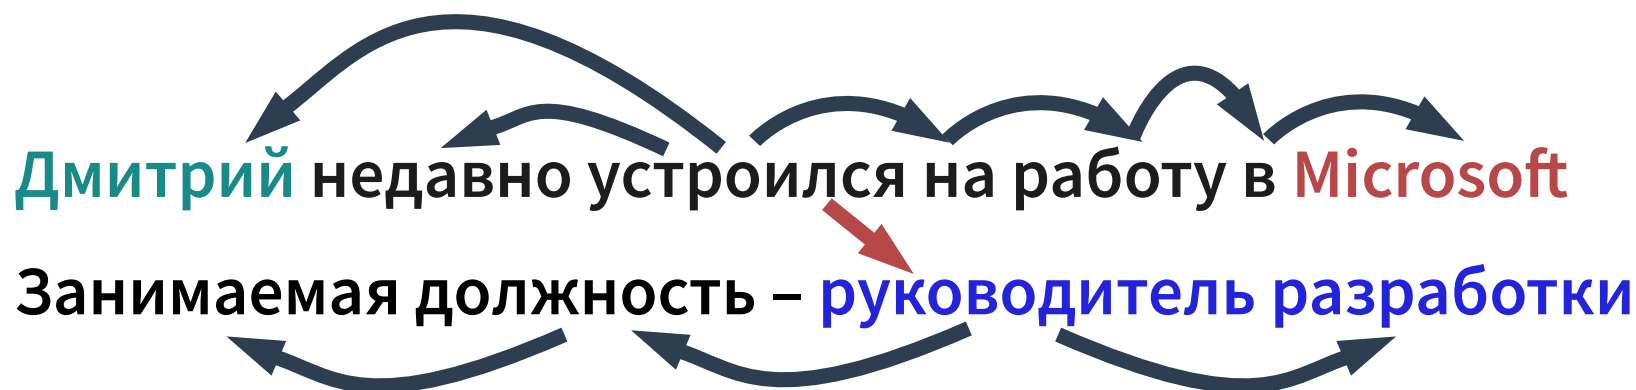 Дмитрий недавно устроился на работу в Microsoft
Занимаемая должность – руководитель разработки